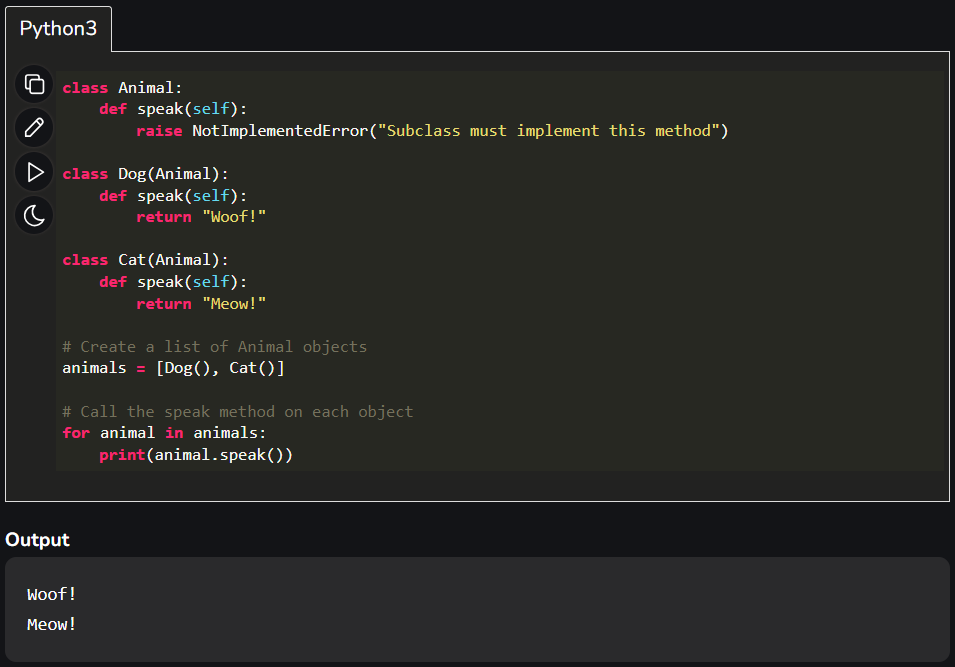 Python3
class Animal:
    def speak(self):
        raise NotImplementedError("Subclass must implement this method")

class Dog(Animal):
    def speak(self):
        return "Woof!"

class Cat(Animal):
    def speak(self):
        return "Meow!"

# Create a list of Animal objects
animals = [Dog(), Cat()]

# Call the speak method on each object
for animal in animals:
    print(animal.speak())
Output
Woof!
Meow!